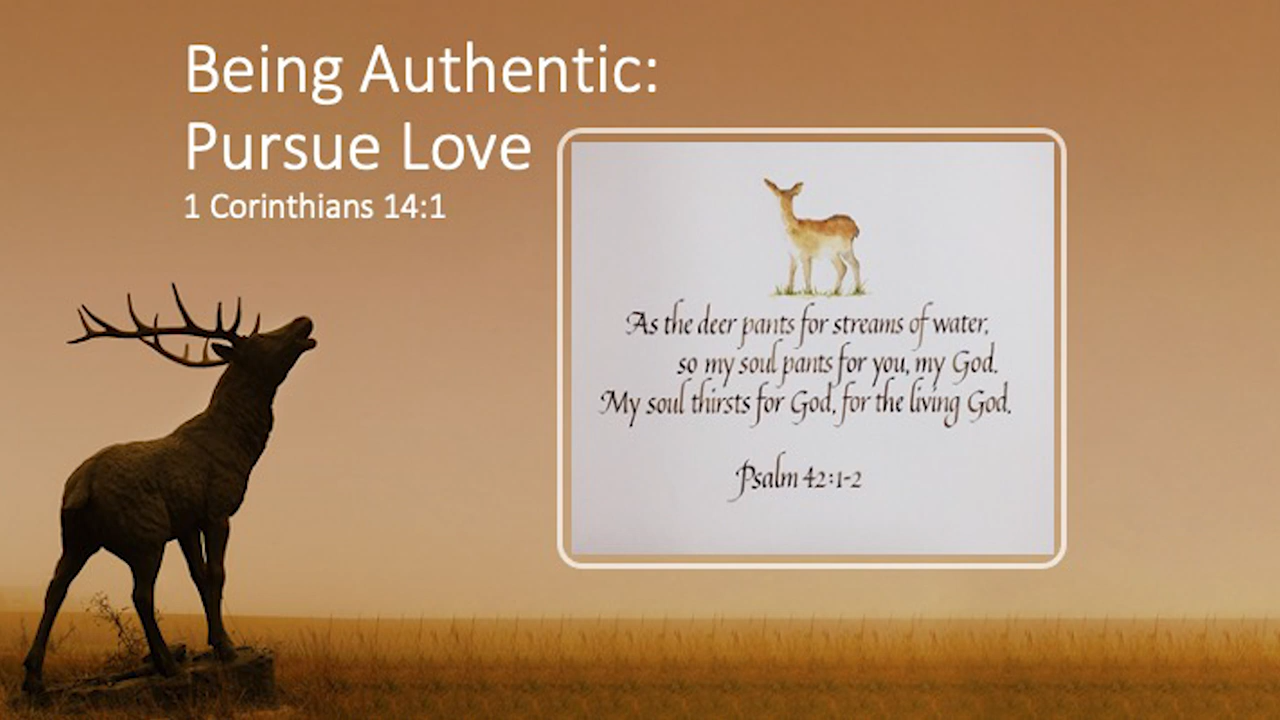 Being Authentic:
Pursue Love
1 Corinthians 14:1
As the deer pants for streams of water,
so my soul pants for you, my God.
My soul thirsts for God, for the living God.
Psalm 42:1-2